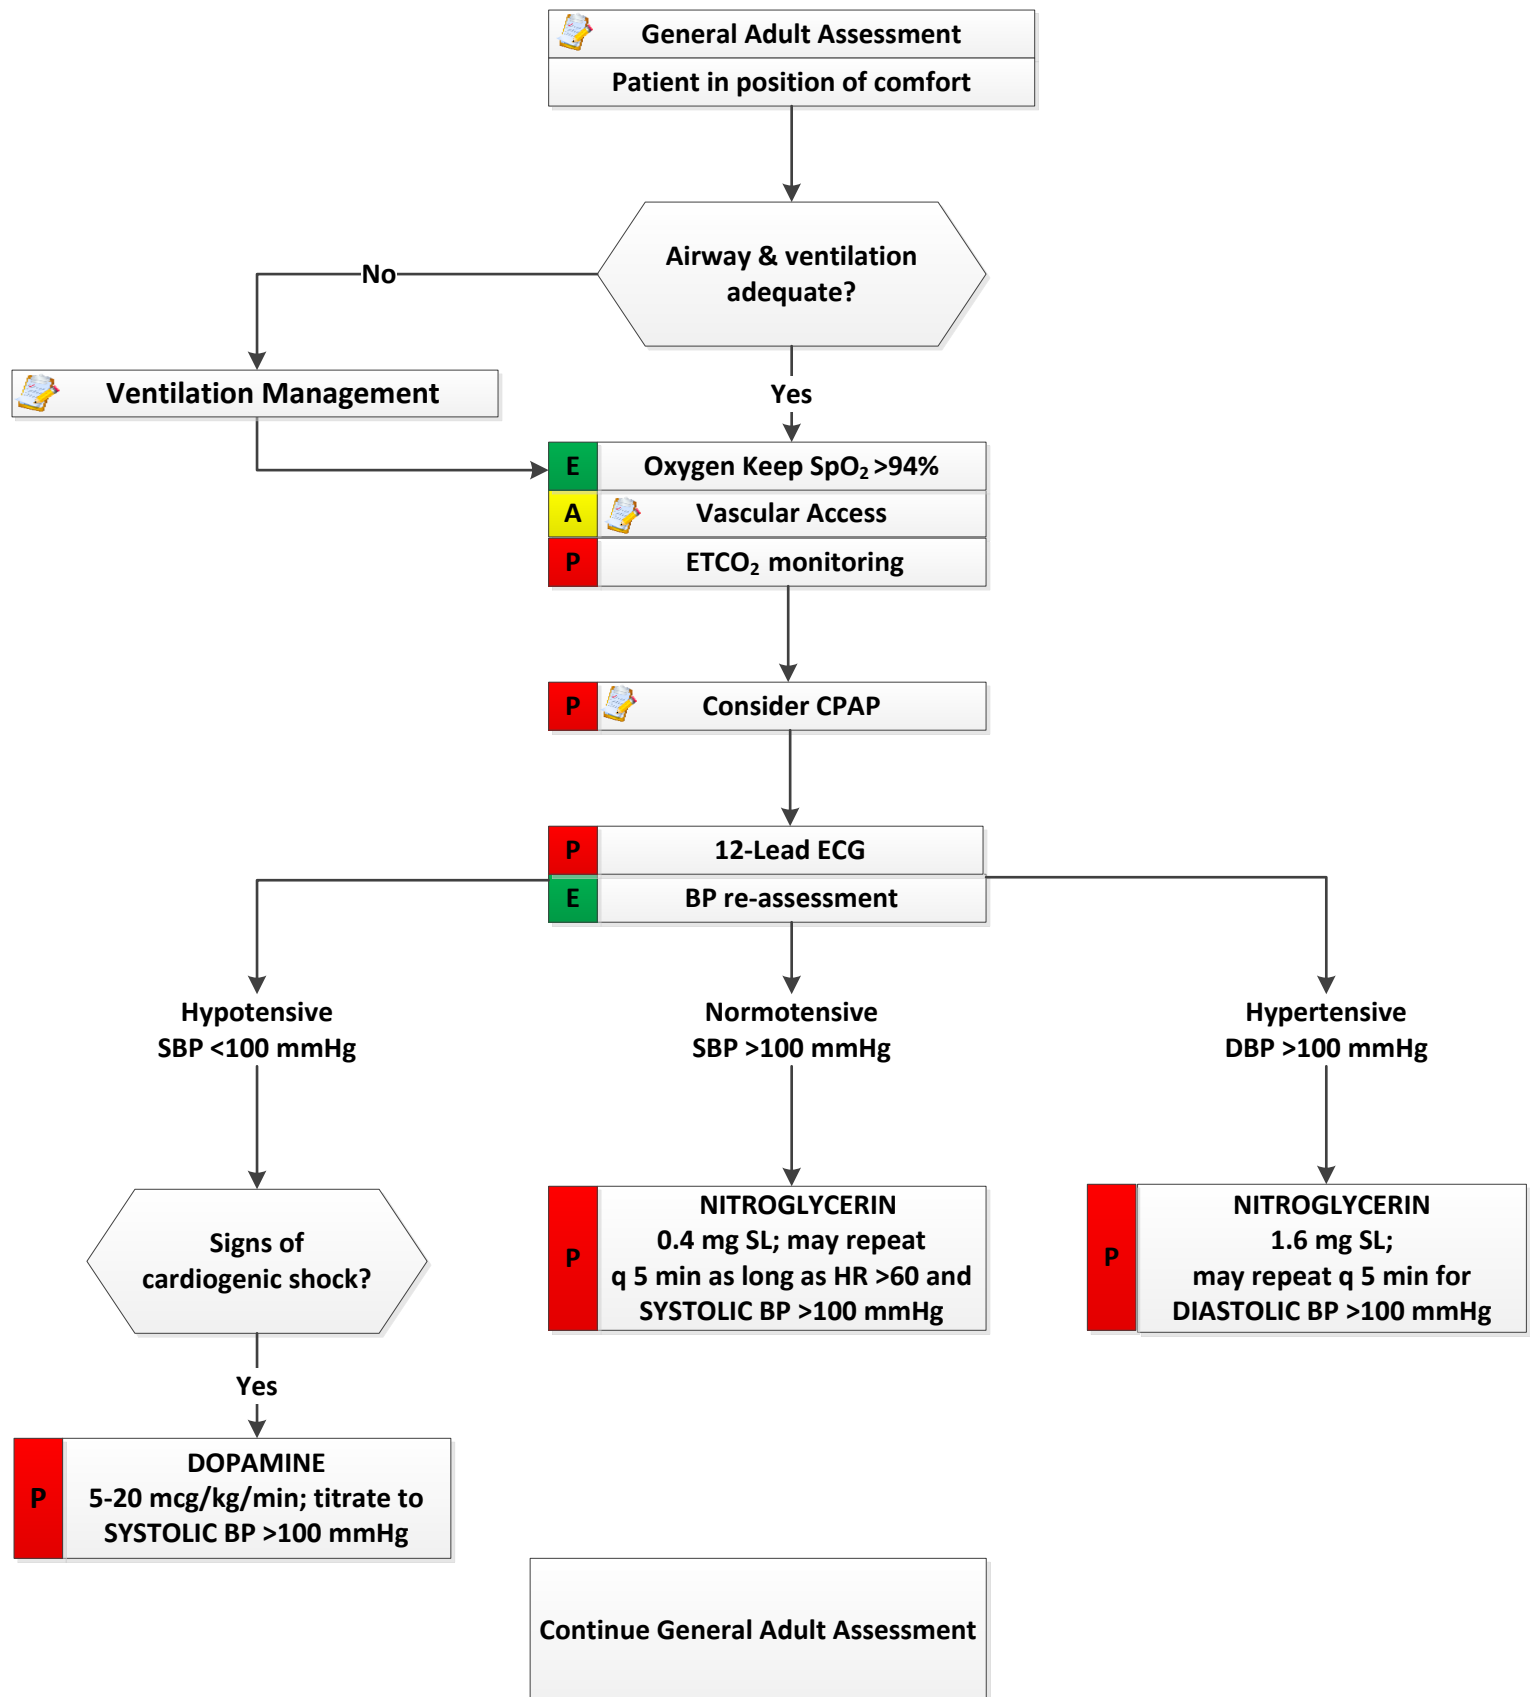 General Adult Assessment
Patient in position of comfort
Airway & ventilation
adequate?
No
Yes
Ventilation Management
E
Oxygen Keep SpO₂ >94%
A
Vascular Access
P
ETCO₂ monitoring
P
Consider CPAP
P
12-Lead ECG
E
BP re-assessment
Hypotensive
SBP <100 mmHg
Normotensive
SBP >100 mmHg
Hypertensive
DBP >100 mmHg
Signs of
cardiogenic shock?
Yes
P
DOPAMINE
5-20 mcg/kg/min; titrate to
SYSTOLIC BP >100 mmHg
P
NITROGLYCERIN
0.4 mg SL; may repeat
q 5 min as long as HR >60 and
SYSTOLIC BP >100 mmHg
P
NITROGLYCERIN
1.6 mg SL;
may repeat q 5 min for
DIASTOLIC BP >100 mmHg
Continue General Adult Assessment